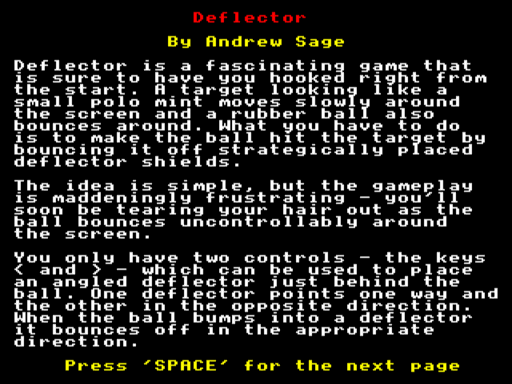 Deflector
By Andrew Sage
Deflector is a fascinating game that
is sure to have you hooked right from
the start. A target looking like a
small polo mint moves slowly around
the screen and a rubber ball also
bounces around. What you have to do
is to make the ball hit the target by
bouncing it off strategically placed
deflector shields.
The idea is simple, but the gameplay
is maddeningly frustrating - you'll
soon be tearing your hair out as the
ball bounces uncontrollably around
the screen.
You only have two controls - the keys
< and > - which can be used to place
an angled deflector just behind the
ball. One deflector points one way and
the other in the opposite direction.
When the ball bumps into a deflector
it bounces off in the appropriate
direction.
Press 'SPACE' for the next page